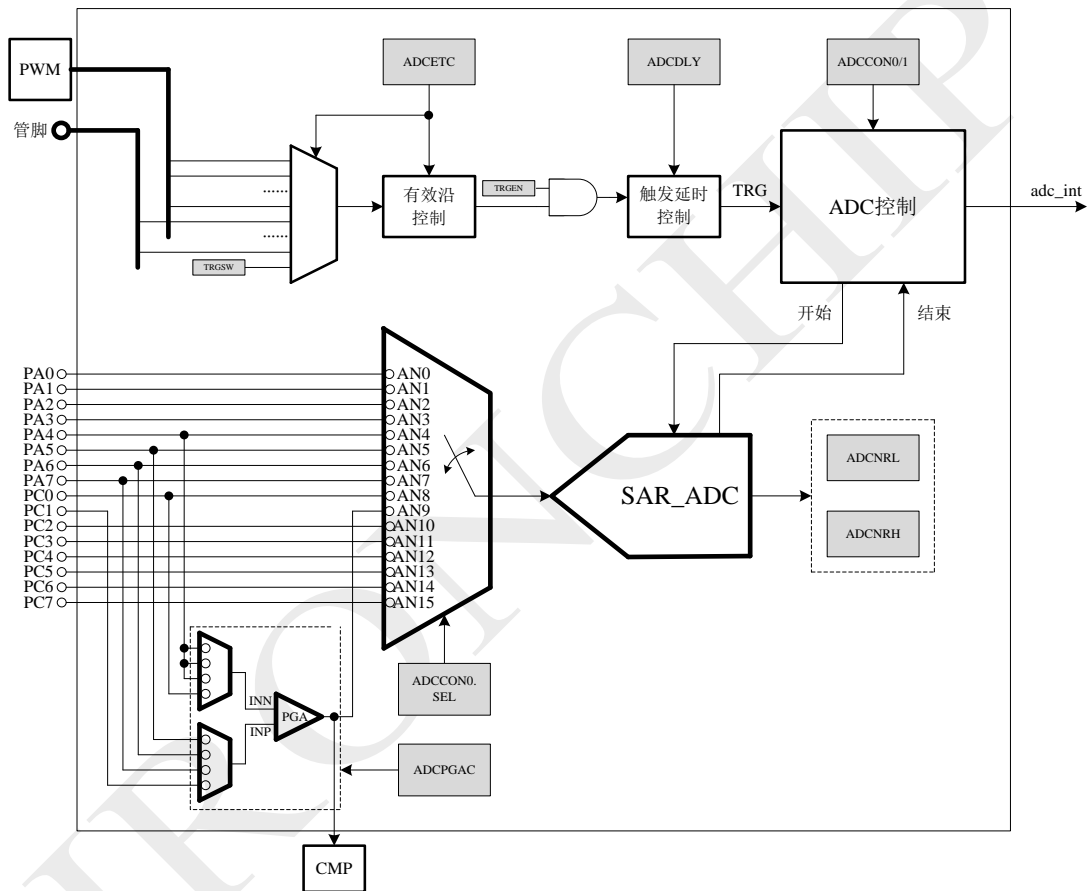 PWM
管脚
ADCETC
ADCDLY
ADCCON0/1
......
......
TRGSW
有效沿
控制
TRGEN
触发延时
控制
TRG
ADC控制
adc_int
开始
结束
PA0
PA1
PA2
PA3
PA4
PA5
PA6
PA7
PC0
PC1
PC2
PC3
PC4
PC5
PC6
PC7
AN0
AN1
AN2
AN3
AN4
AN5
AN6
AN7
AN8
AN9
AN10
AN11
AN12
AN13
AN14
AN15
SAR_ADC
ADCNRL
ADCNRH
ADCCON0.
SEL
INN
INP
PGA
ADCPGAC
CMP
RONCHIP